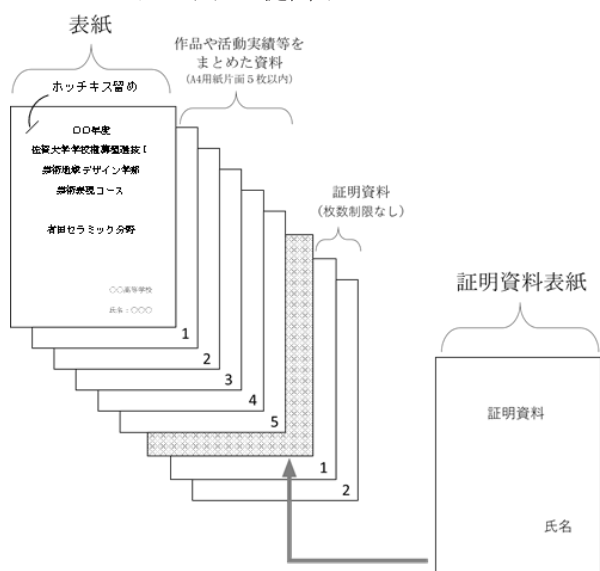 表紙
作品や活動実績等を
まとめた資料
(A4用紙片面5枚以内)
ホッチキス留め
〇〇年度
佐賀大学学校推薦型選抜Ⅰ
芸術地域デザイン学部
芸術表現コース
有田セラミック分野
〇〇高等学校
氏名:〇〇〇
1
2
3
4
5
証明資料
(枚数制限なし)
1
2
証明資料表紙
証明資料
氏名